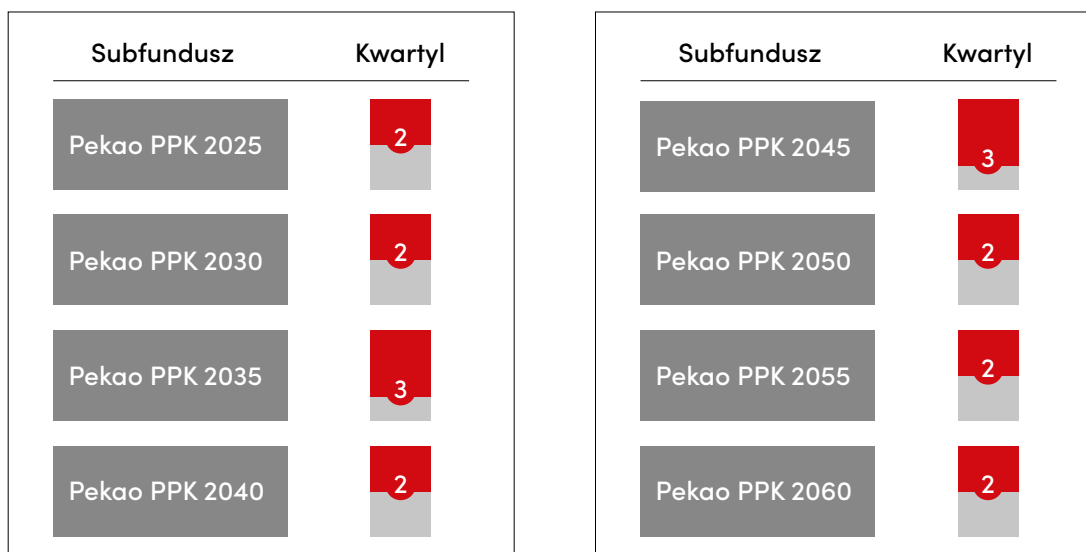 Subfundusz Kwartyl
Pekao PPK 2025 2
Pekao PPK 2030 2
Pekao PPK 2035 3
Pekao PPK 2040 2
Subfundusz Kwartyl
Pekao PPK 2045 3
Pekao PPK 2050 2
Pekao PPK 2055 2
Pekao PPK 2060 2